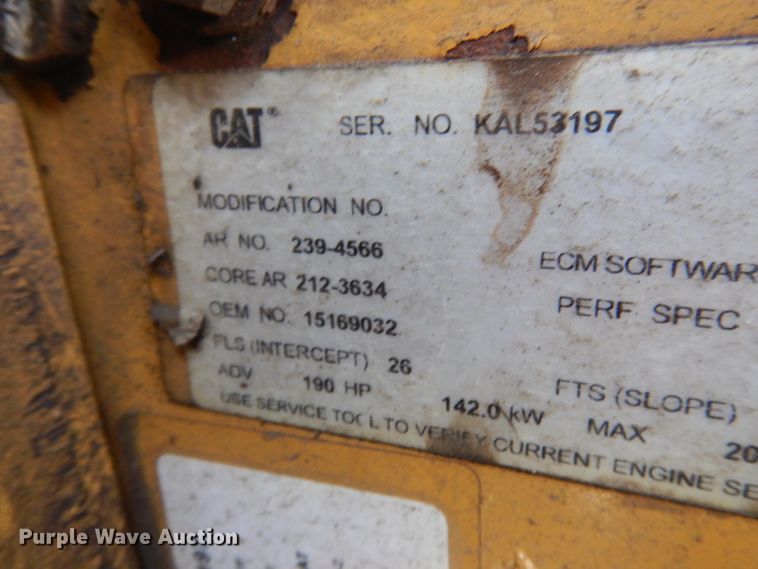 CAT® SER. NO. KAL53197
MODIFICATION NO.
AR NO. 239-4566
CORE AR 212-3634 ECM SOFTWAR
OEM NO. 15169032 PERF SPEC
FLS (INTERCEPT) 26
ADV 190 HP 142.0 kW FTS (SLOPE)
MAX 20
USE SERVICE TOOL TO VERIFY CURRENT ENGINE SE
Purple Wave Auction